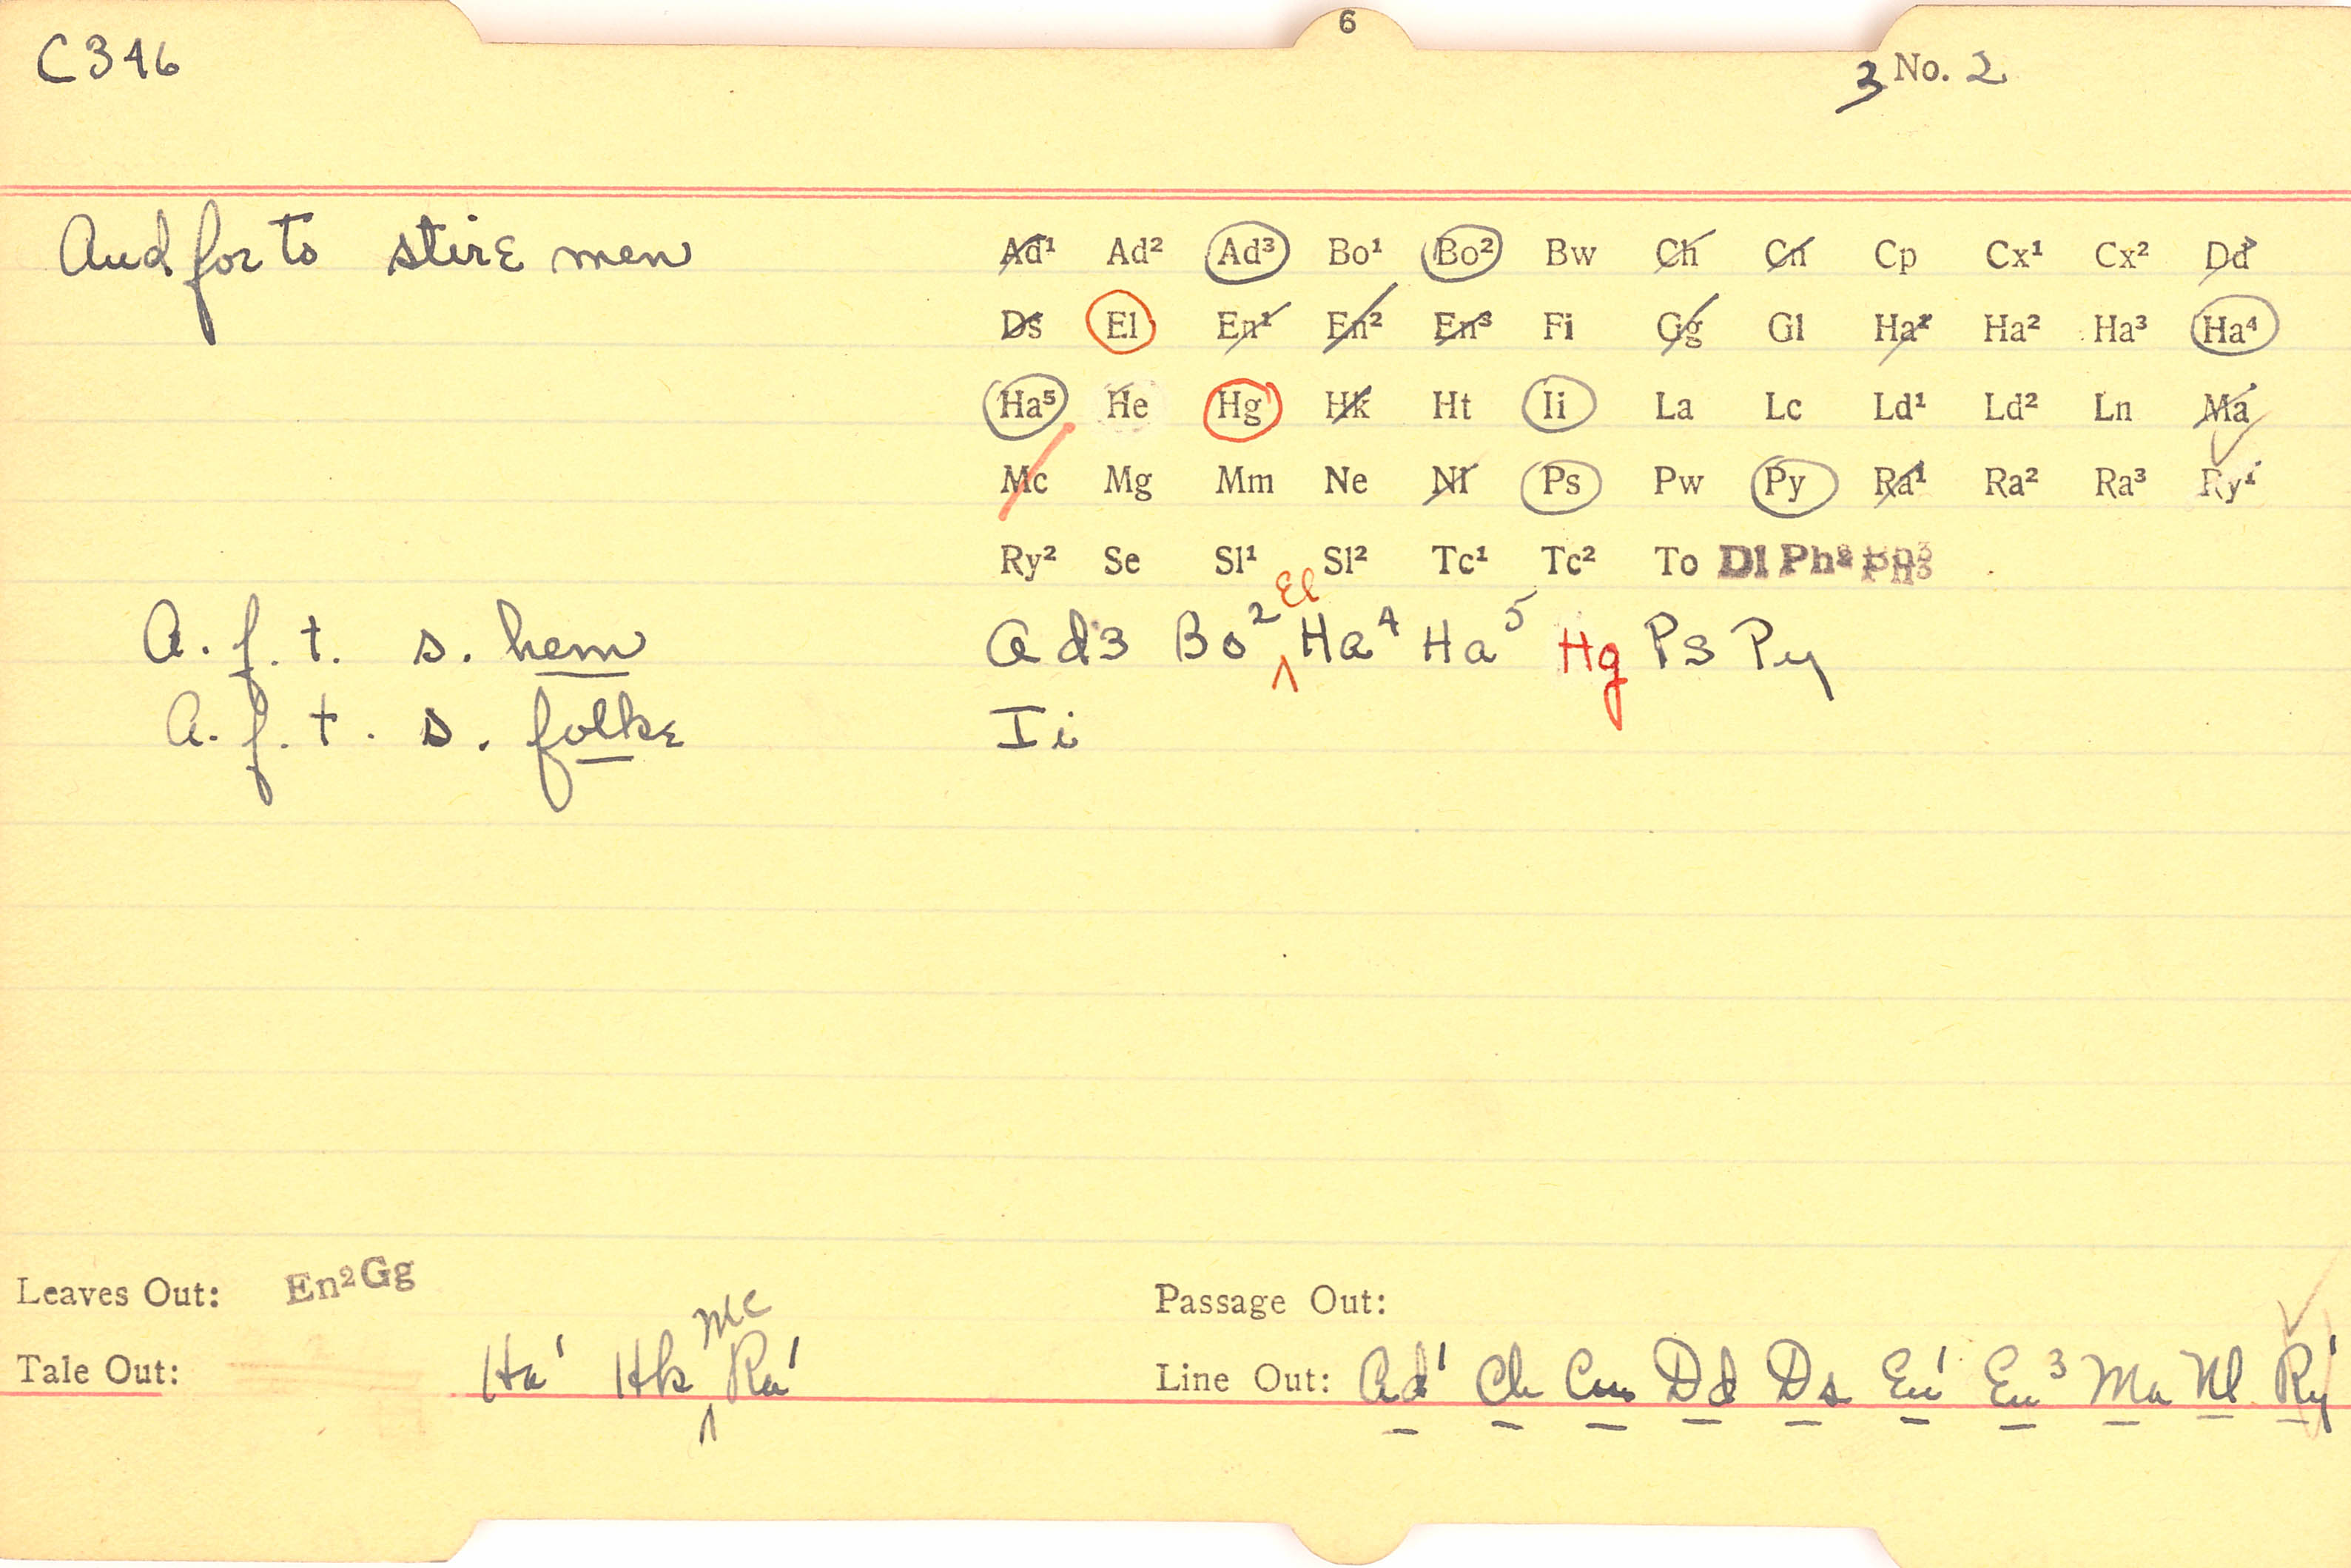 6
C346 3 No. 2
And for to stire men Ad¹ Ad² Ad³ Bo¹ Bo² Bw Ch Cn Cp Cx¹ Cx² Dd
Ds El En¹ En² En³ Fi Gg Gl Ha¹ Ha² Ha³ Ha⁴
Ha⁵ He Hg Hk Ht Ii La Lc Ld¹ Ld² Ln Ma
Mc Mg Mm Ne Nl Ps Pw Py Ra¹ Ra² Ra³ Ry¹
Ry² Se Sl¹ Sl² Tc¹ Tc² To Dl Ph²
A. f. t. s. hem Ad3 Bo² El Ha⁴ Ha⁵ Hg Ps Py
A. f. t. s. folke Ii
Leaves Out: En²Gg Passage Out:
Tale Out: Ha¹ Hk Mc Ra¹ Line Out: Ad¹ Ch Cn Dd Ds En¹ En³ Ma Nl Ry¹